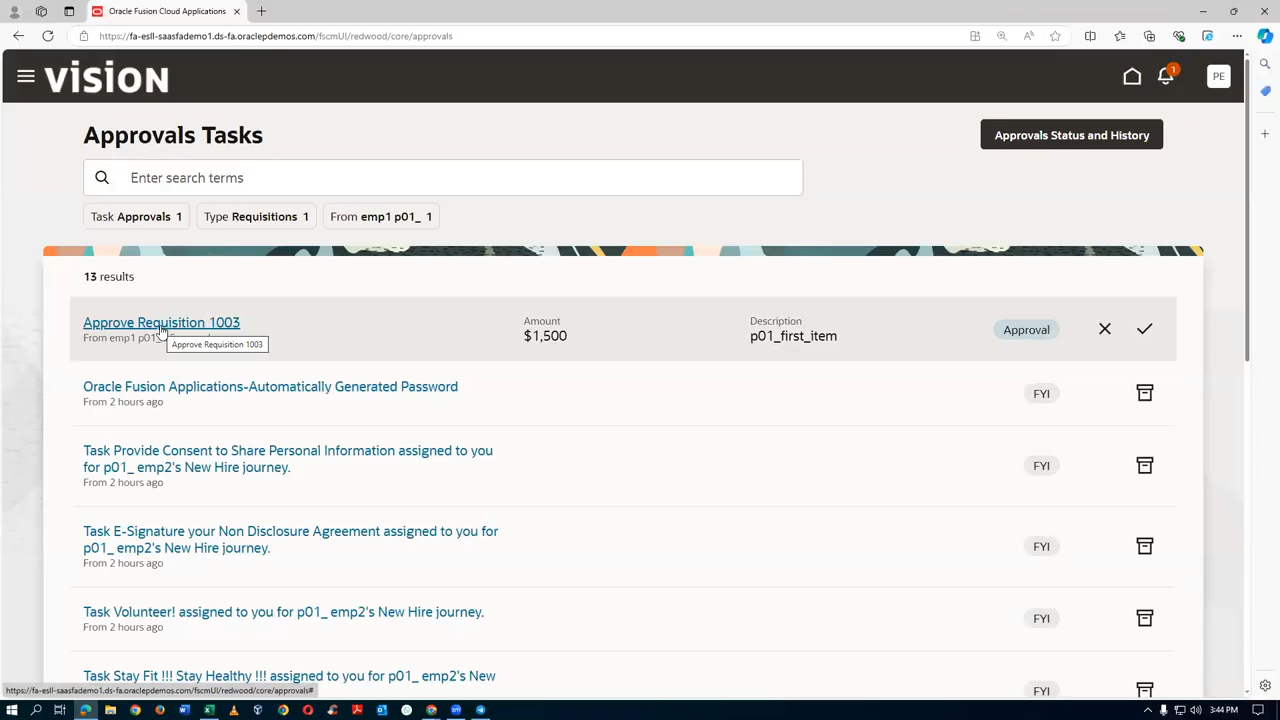 Oracle Fusion Cloud Applications
https://fa-esll-saasfademo1.ds-fa.oraclepdemos.com/fscmUI/redwood/core/approvals
VISION
1
PE
Approvals Tasks
Approvals Status and History
Enter search terms
Task Approvals 1
Type Requisitions 1
From emp1 p01_ 1
13 results
Approve Requisition 1003
From emp1 p01_
Approve Requisition 1003
Amount
$1,500
Description
p01_first_item
Approval
Oracle Fusion Applications-Automatically Generated Password
From 2 hours ago
FYI
Task Provide Consent to Share Personal Information assigned to you
for p01_ emp2's New Hire journey.
From 2 hours ago
FYI
Task E-Signature your Non Disclosure Agreement assigned to you for
p01_ emp2's New Hire journey.
From 2 hours ago
FYI
Task Volunteer! assigned to you for p01_ emp2's New Hire journey.
From 2 hours ago
FYI
Task Stay Fit !!! Stay Healthy !!! assigned to you for p01_ emp2's New
FYI
https://fa-esll-saasfademo1.ds-fa.oraclepdemos.com/fscmUI/redwood/core/approvals#
3:44 PM